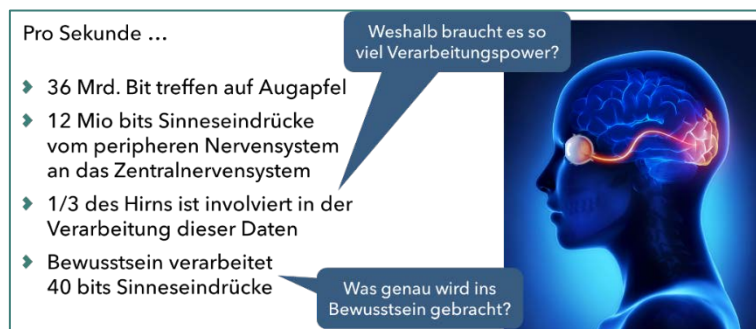 Pro Sekunde …
Weshalb braucht es so
viel Verarbeitungspower?
36 Mrd. Bit treffen auf Augapfel
12 Mio bits Sinneseindrücke
vom peripheren Nervensystem
an das Zentralnervensystem
1/3 des Hirns ist involviert in der
Verarbeitung dieser Daten
Bewusstsein verarbeitet
40 bits Sinneseindrücke
Was genau wird ins
Bewusstsein gebracht?